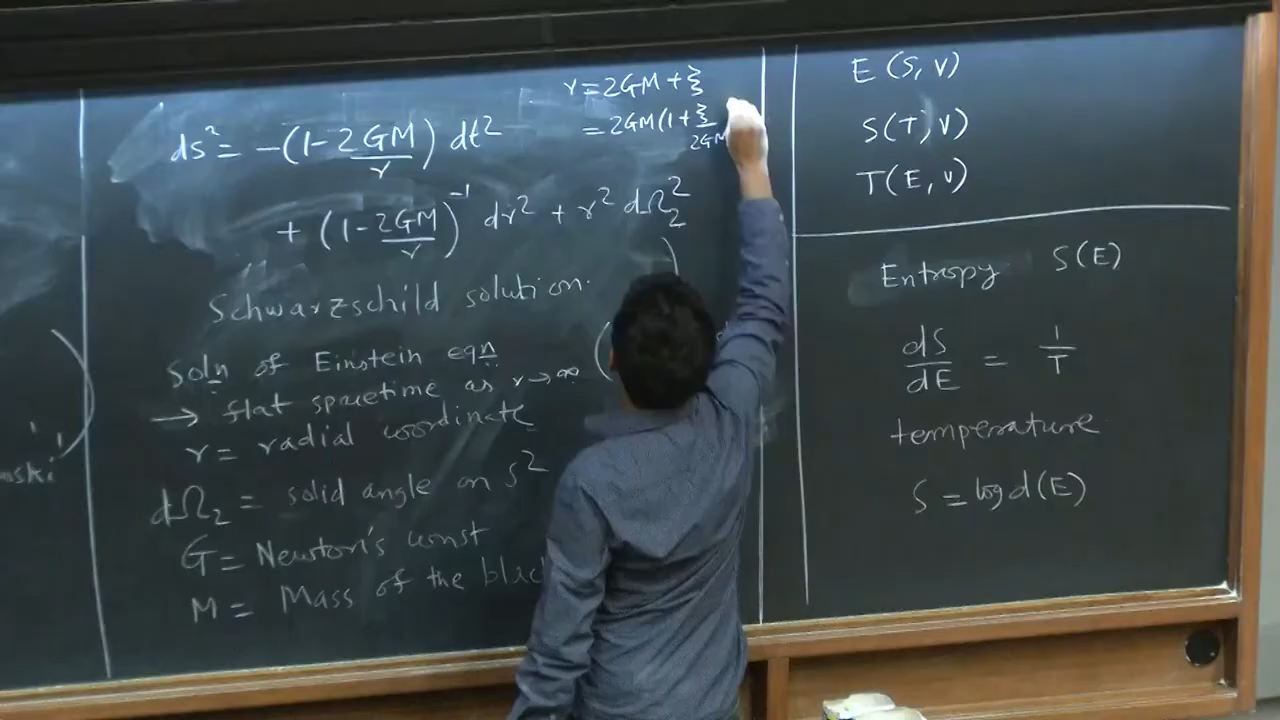 r = 2GM + ξ
= 2GM(1 + ξ/2GM
ds² = -(1 - 2GM/r) dt²
+ (1 - 2GM/r)⁻¹ dr² + r² dΩ₂²
Schwarzschild solution.
Soln of Einstein eqn
→ flat spacetime as r→∞
r = radial coordinate
dΩ₂ = solid angle on S²
G = Newton's const
M = Mass of the
E(S, V)
S(T, V)
T(E, V)
Entropy S(E)
dS/dE = 1/T
temperature
S = log d(E)